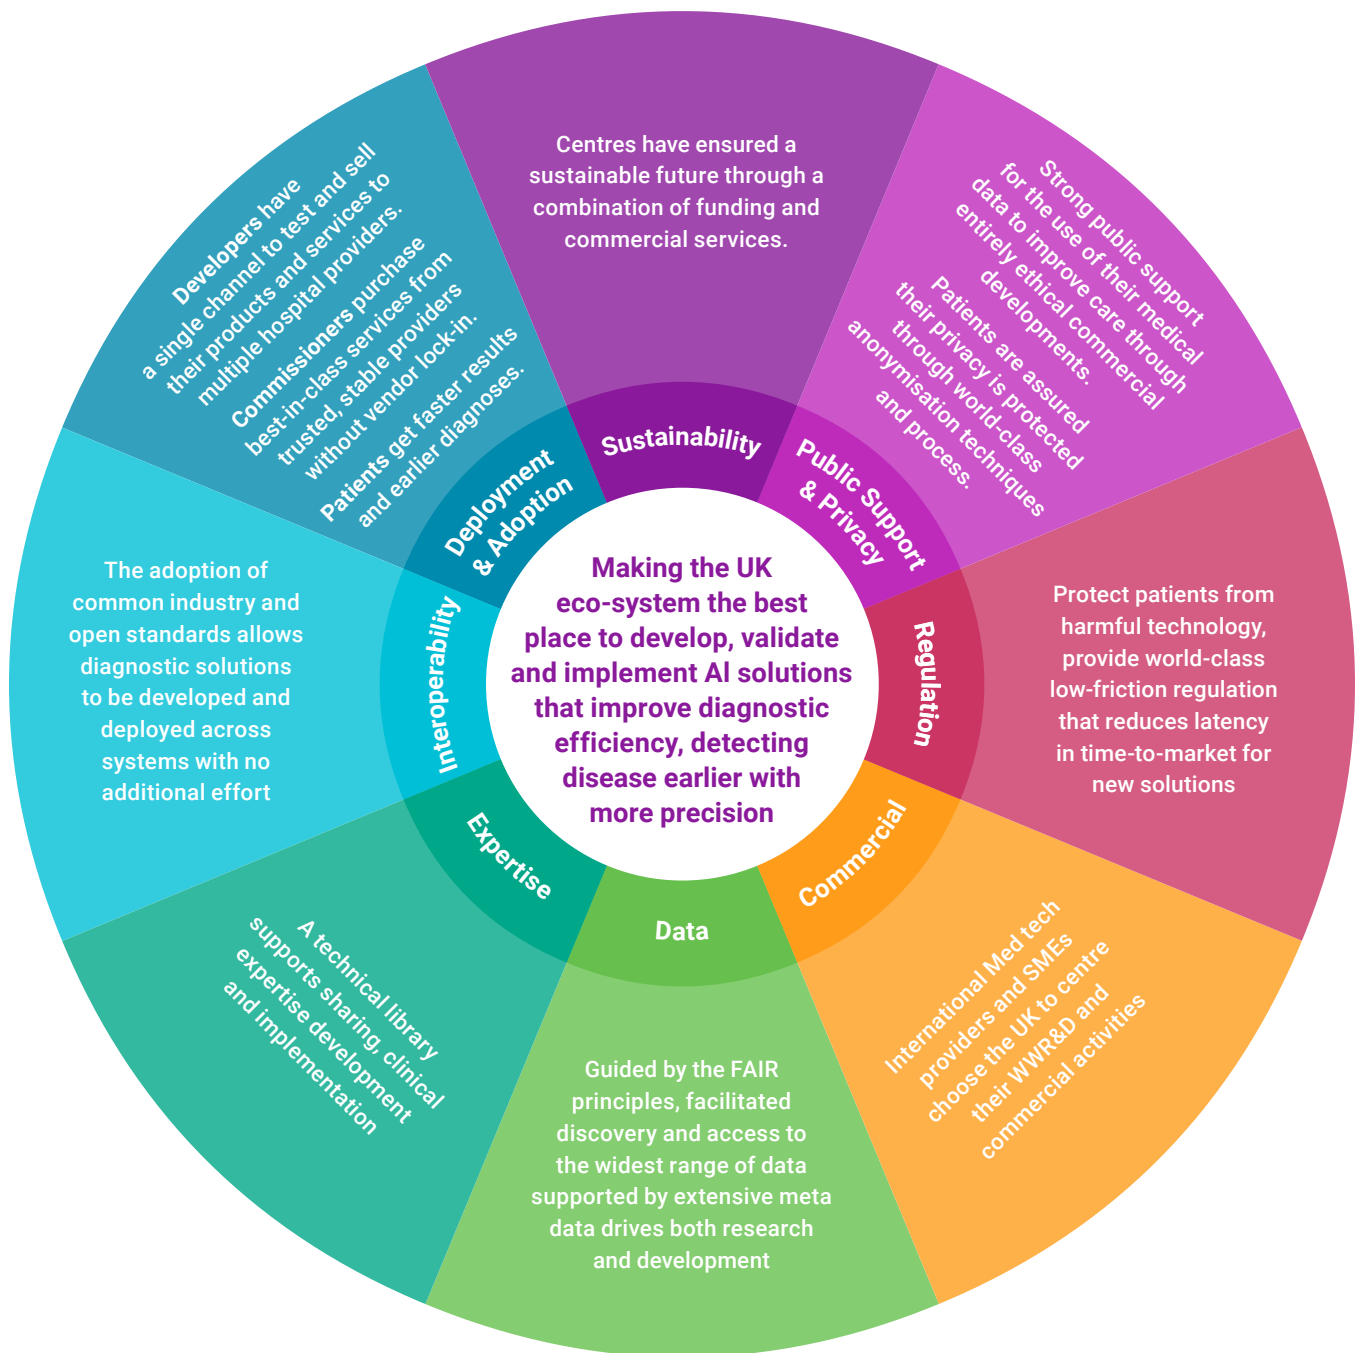 Making the UK
eco-system the best
place to develop, validate
and implement AI solutions
that improve diagnostic
efficiency, detecting
disease earlier with
more precision
Sustainability
Centres have ensured a
sustainable future through a
combination of funding and
commercial services.
Public Support
& Privacy
Strong public support
for the use of their medical
data to improve care through
entirely ethical commercial
developments.
Patients are assured
their privacy is protected
through world-class
anonymisation techniques
and process.
Regulation
Protect patients from
harmful technology,
provide world-class
low-friction regulation
that reduces latency
in time-to-market for
new solutions
Commercial
International Med tech
providers and SMEs
choose the UK to centre
their WWR&D and
commercial activities
Data
Guided by the FAIR
principles, facilitated
discovery and access to
the widest range of data
supported by extensive meta
data drives both research
and development
Expertise
A technical library
supports sharing, clinical
expertise development
and implementation
Interoperability
The adoption of
common industry and
open standards allows
diagnostic solutions
to be developed and
deployed across
systems with no
additional effort
Deployment
& Adoption
Developers have
a single channel to test and sell
their products and services to
multiple hospital providers.
Commissioners purchase
best-in-class services from
trusted, stable providers
without vendor lock-in.
Patients get faster results
and earlier diagnoses.